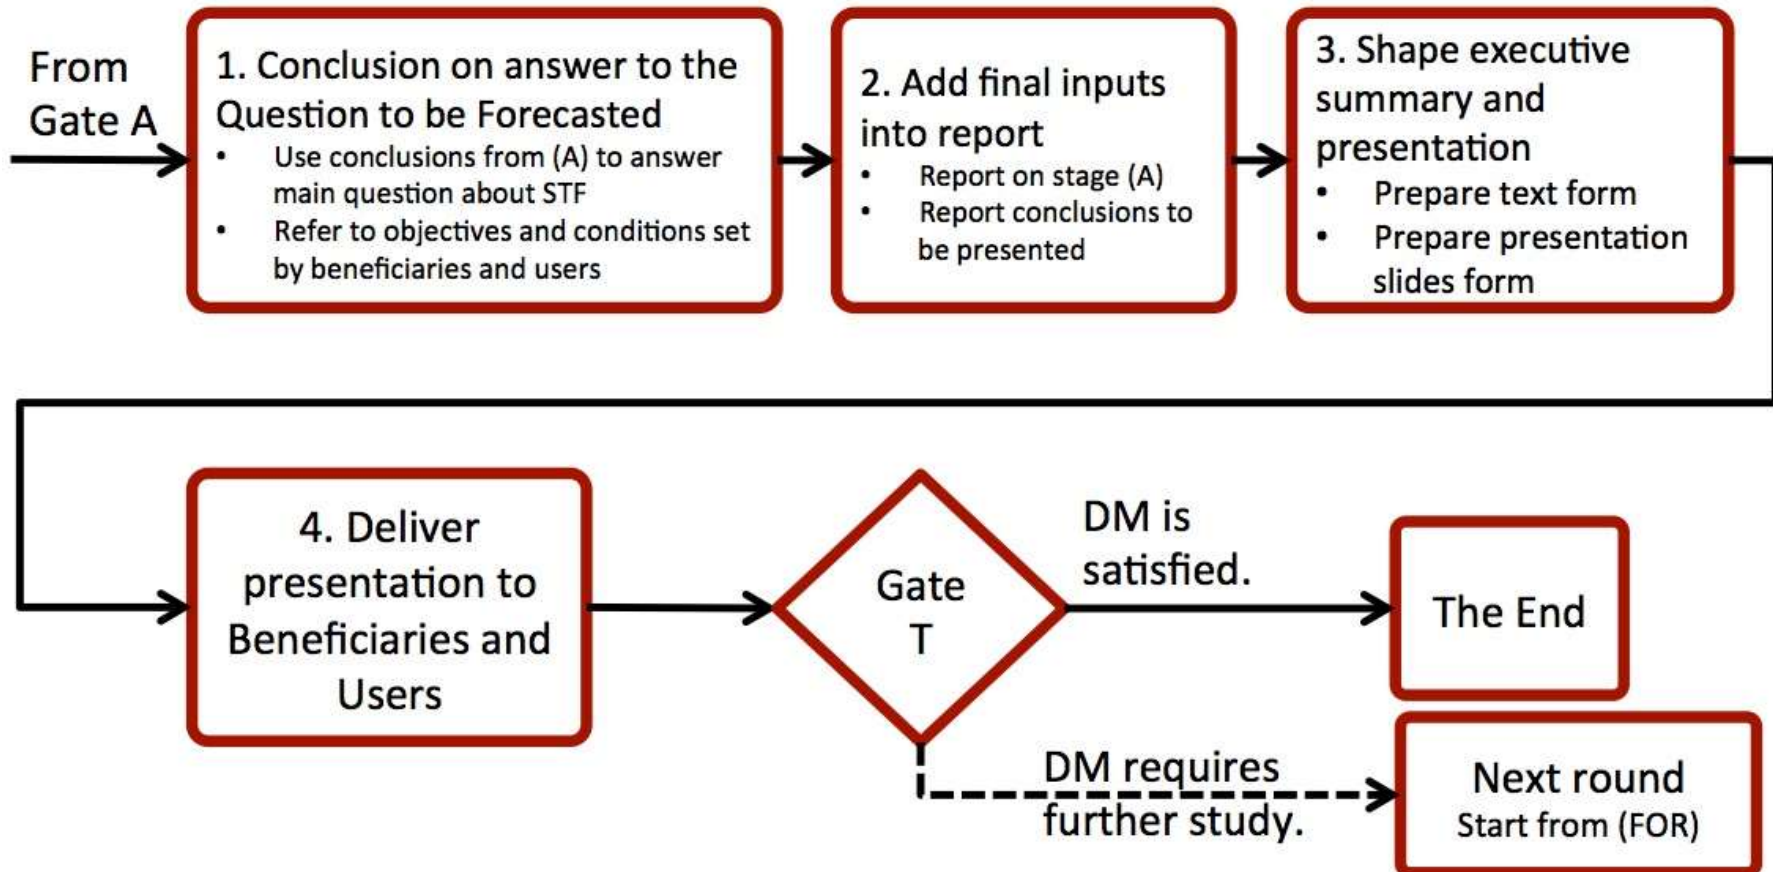 From
Gate A
1. Conclusion on answer to the
Question to be Forecasted
• Use conclusions from (A) to answer
main question about STF
• Refer to objectives and conditions set
by beneficiaries and users
2. Add final inputs
into report
• Report on stage (A)
• Report conclusions to
be presented
3. Shape executive
summary and
presentation
• Prepare text form
• Prepare presentation
slides form
4. Deliver
presentation to
Beneficiaries and
Users
Gate
T
DM is
satisfied.
The End
DM requires
further study.
Next round
Start from (FOR)